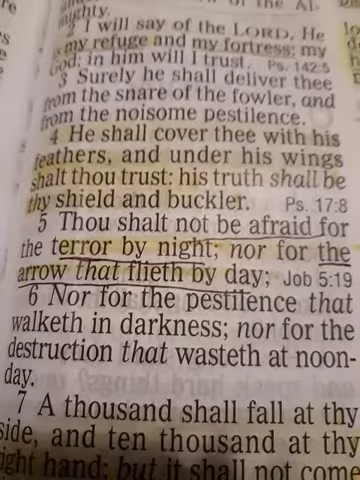 mighty.
2 I will say of the LORD, He
is my refuge and my fortress: my
God; in him will I trust. Ps. 142:5
3 Surely he shall deliver thee
from the snare of the fowler, and
from the noisome pestilence.
4 He shall cover thee with his
feathers, and under his wings
shalt thou trust: his truth shall be
thy shield and buckler. Ps. 17:8
5 Thou shalt not be afraid for
the terror by night; nor for the
arrow that flieth by day; Job 5:19
6 Nor for the pestilence that
walketh in darkness; nor for the
destruction that wasteth at noon-
day.
7 A thousand shall fall at thy
side, and ten thousand at thy
right hand; but it shall not come